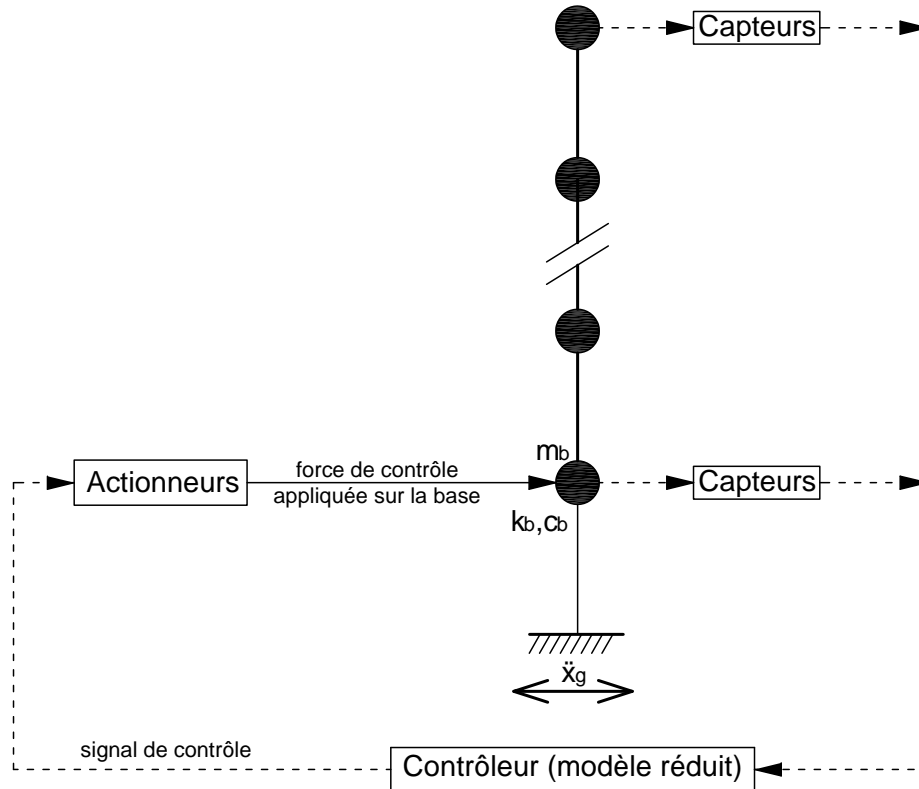 Capteurs
mb
Actionneurs
force de contrôle
appliquée sur la base
Capteurs
kb,cb
ẍg
signal de contrôle
Contrôleur (modèle réduit)